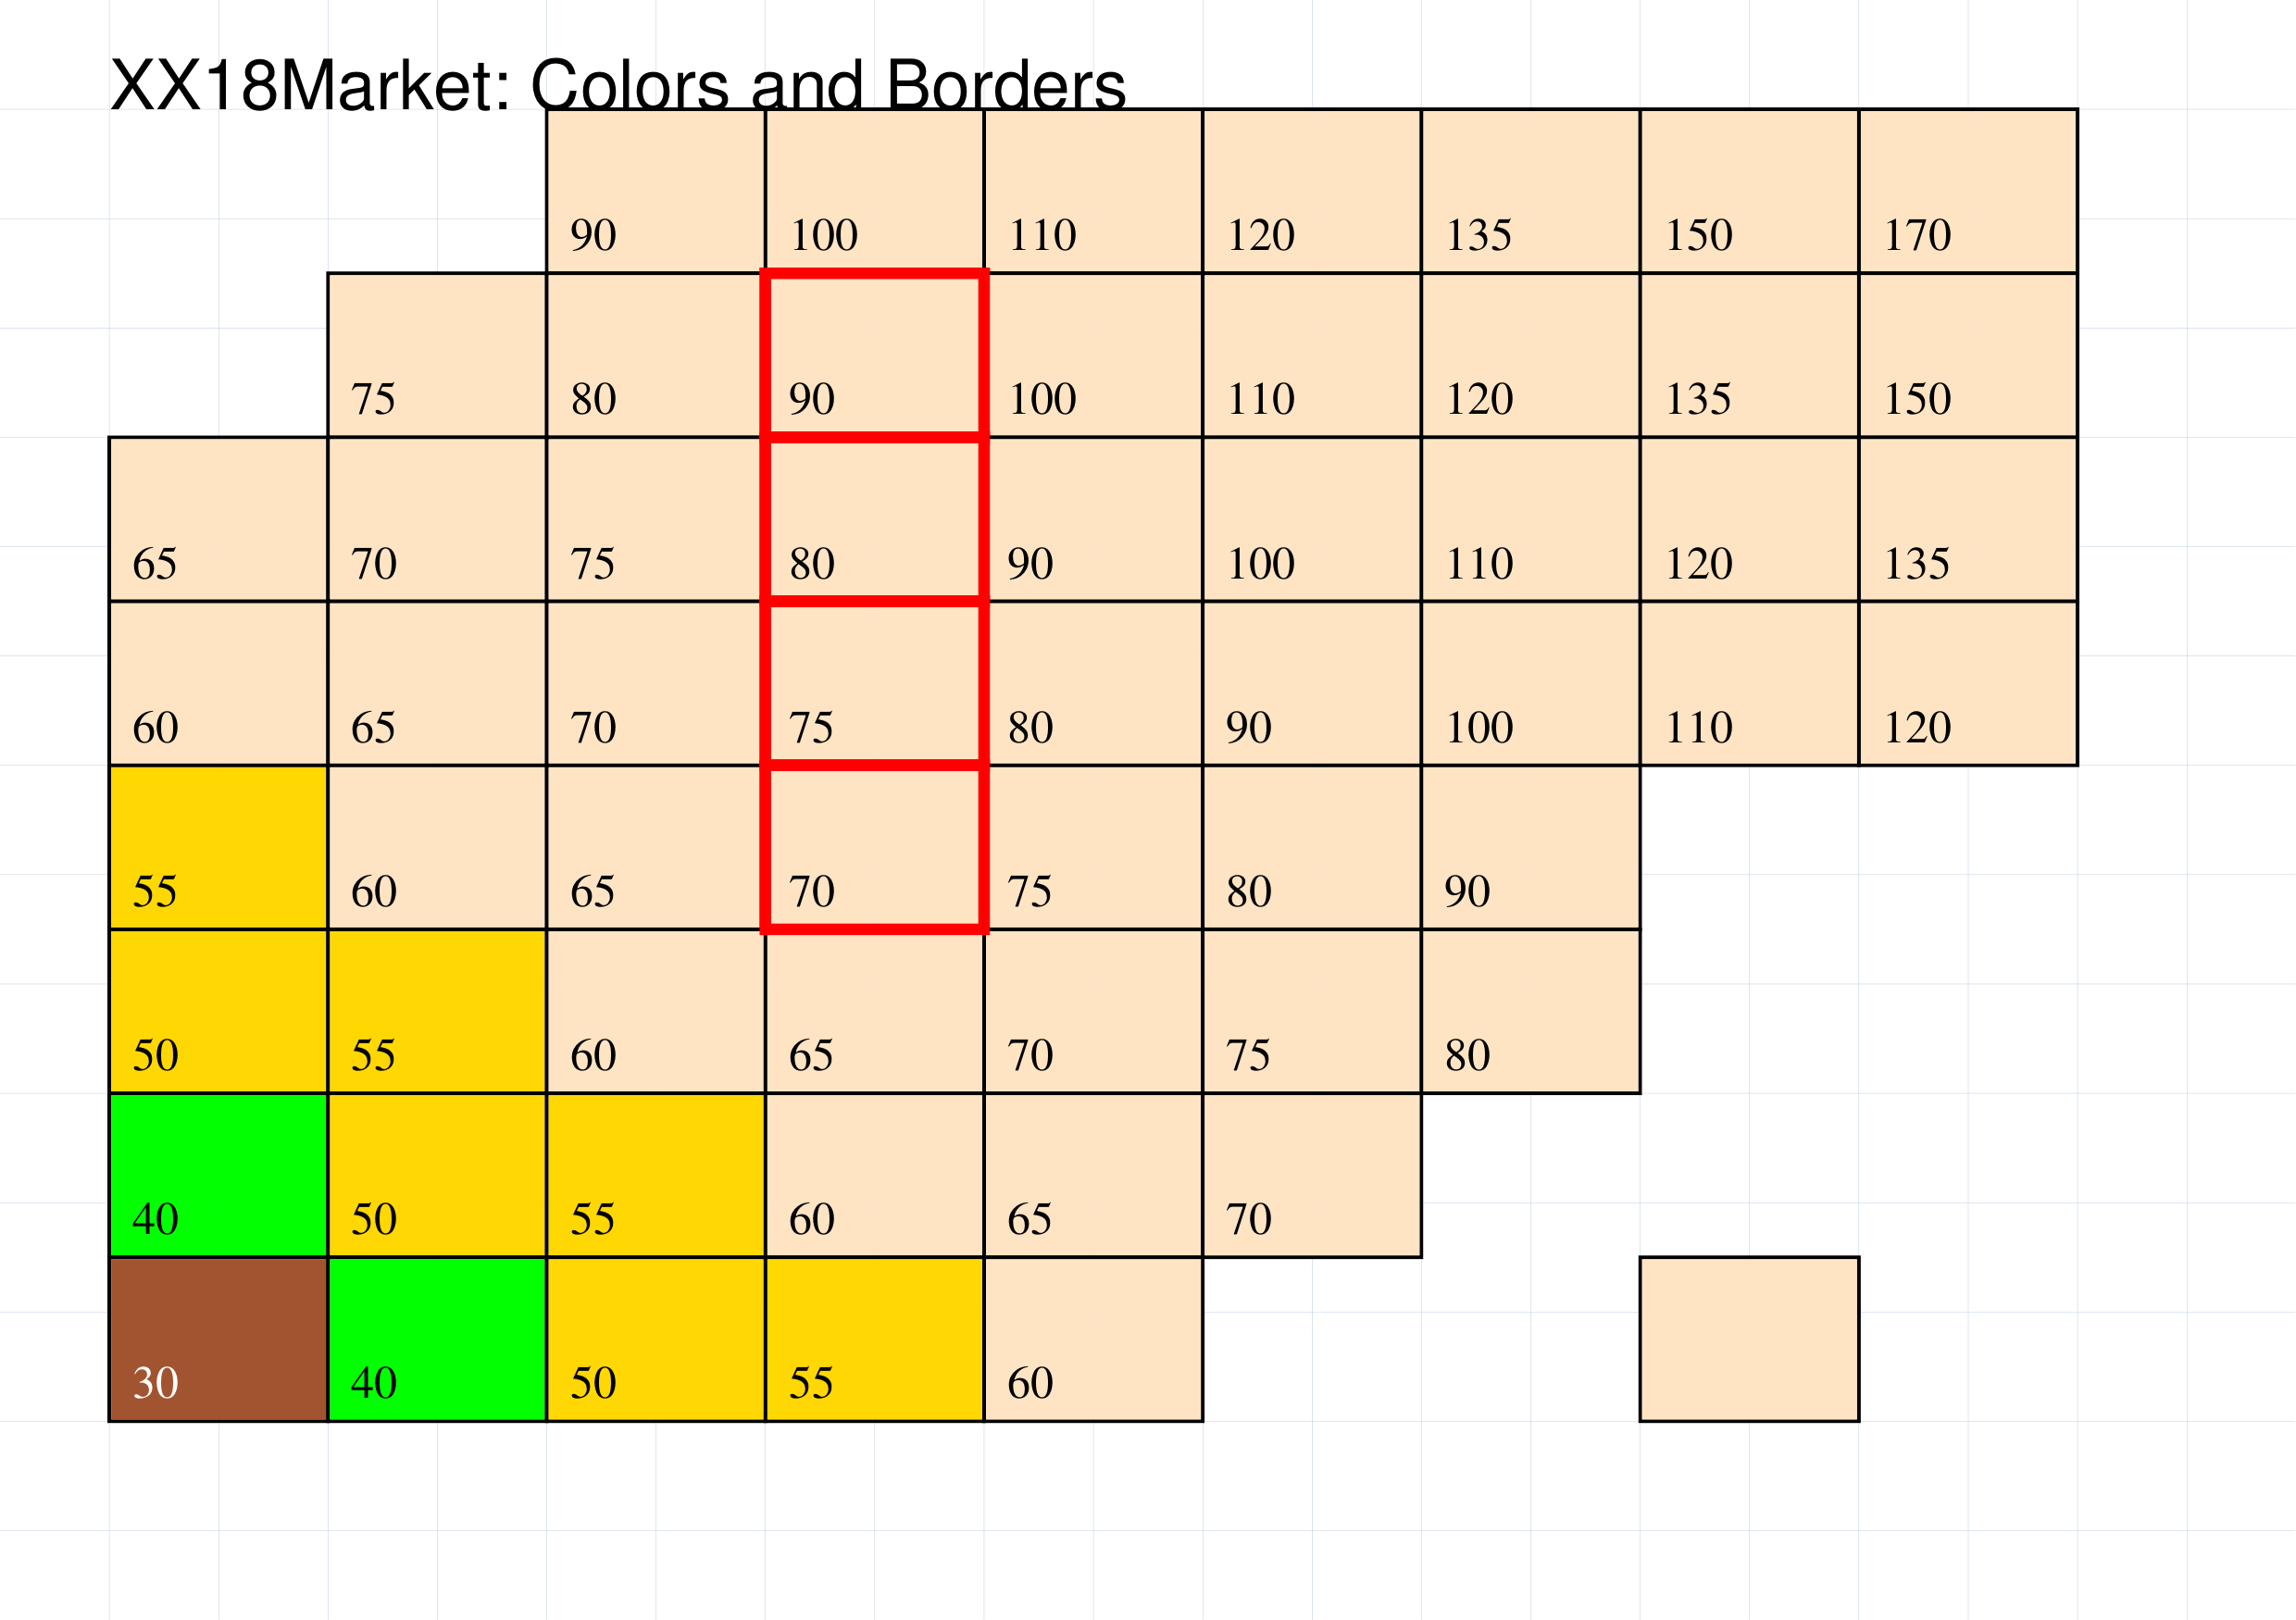 XX18Market: Colors and Borders
90 100 110 120 135 150 170
75 80 90 100 110 120 135 150
65 70 75 80 90 100 110 120 135
60 65 70 75 80 90 100 110 120
55 60 65 70 75 80 90
50 55 60 65 70 75 80
40 50 55 60 65 70
30 40 50 55 60